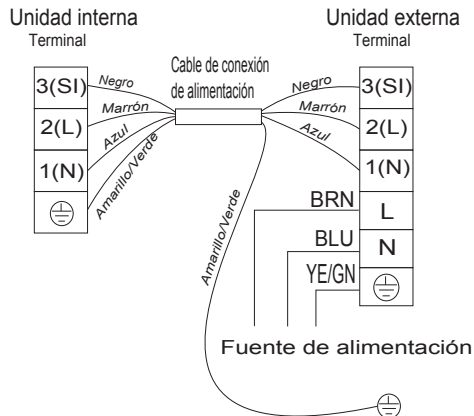 Unidad interna
Terminal
Unidad externa
Terminal
Cable de conexión
de alimentación
3(SI)
2(L)
1(N)
Negro
Marrón
Azul
Amarillo/Verde
Amarillo/Verde
Negro
Marrón
Azul
3(SI)
2(L)
1(N)
L
N
BRN
BLU
YE/GN
Fuente de alimentación